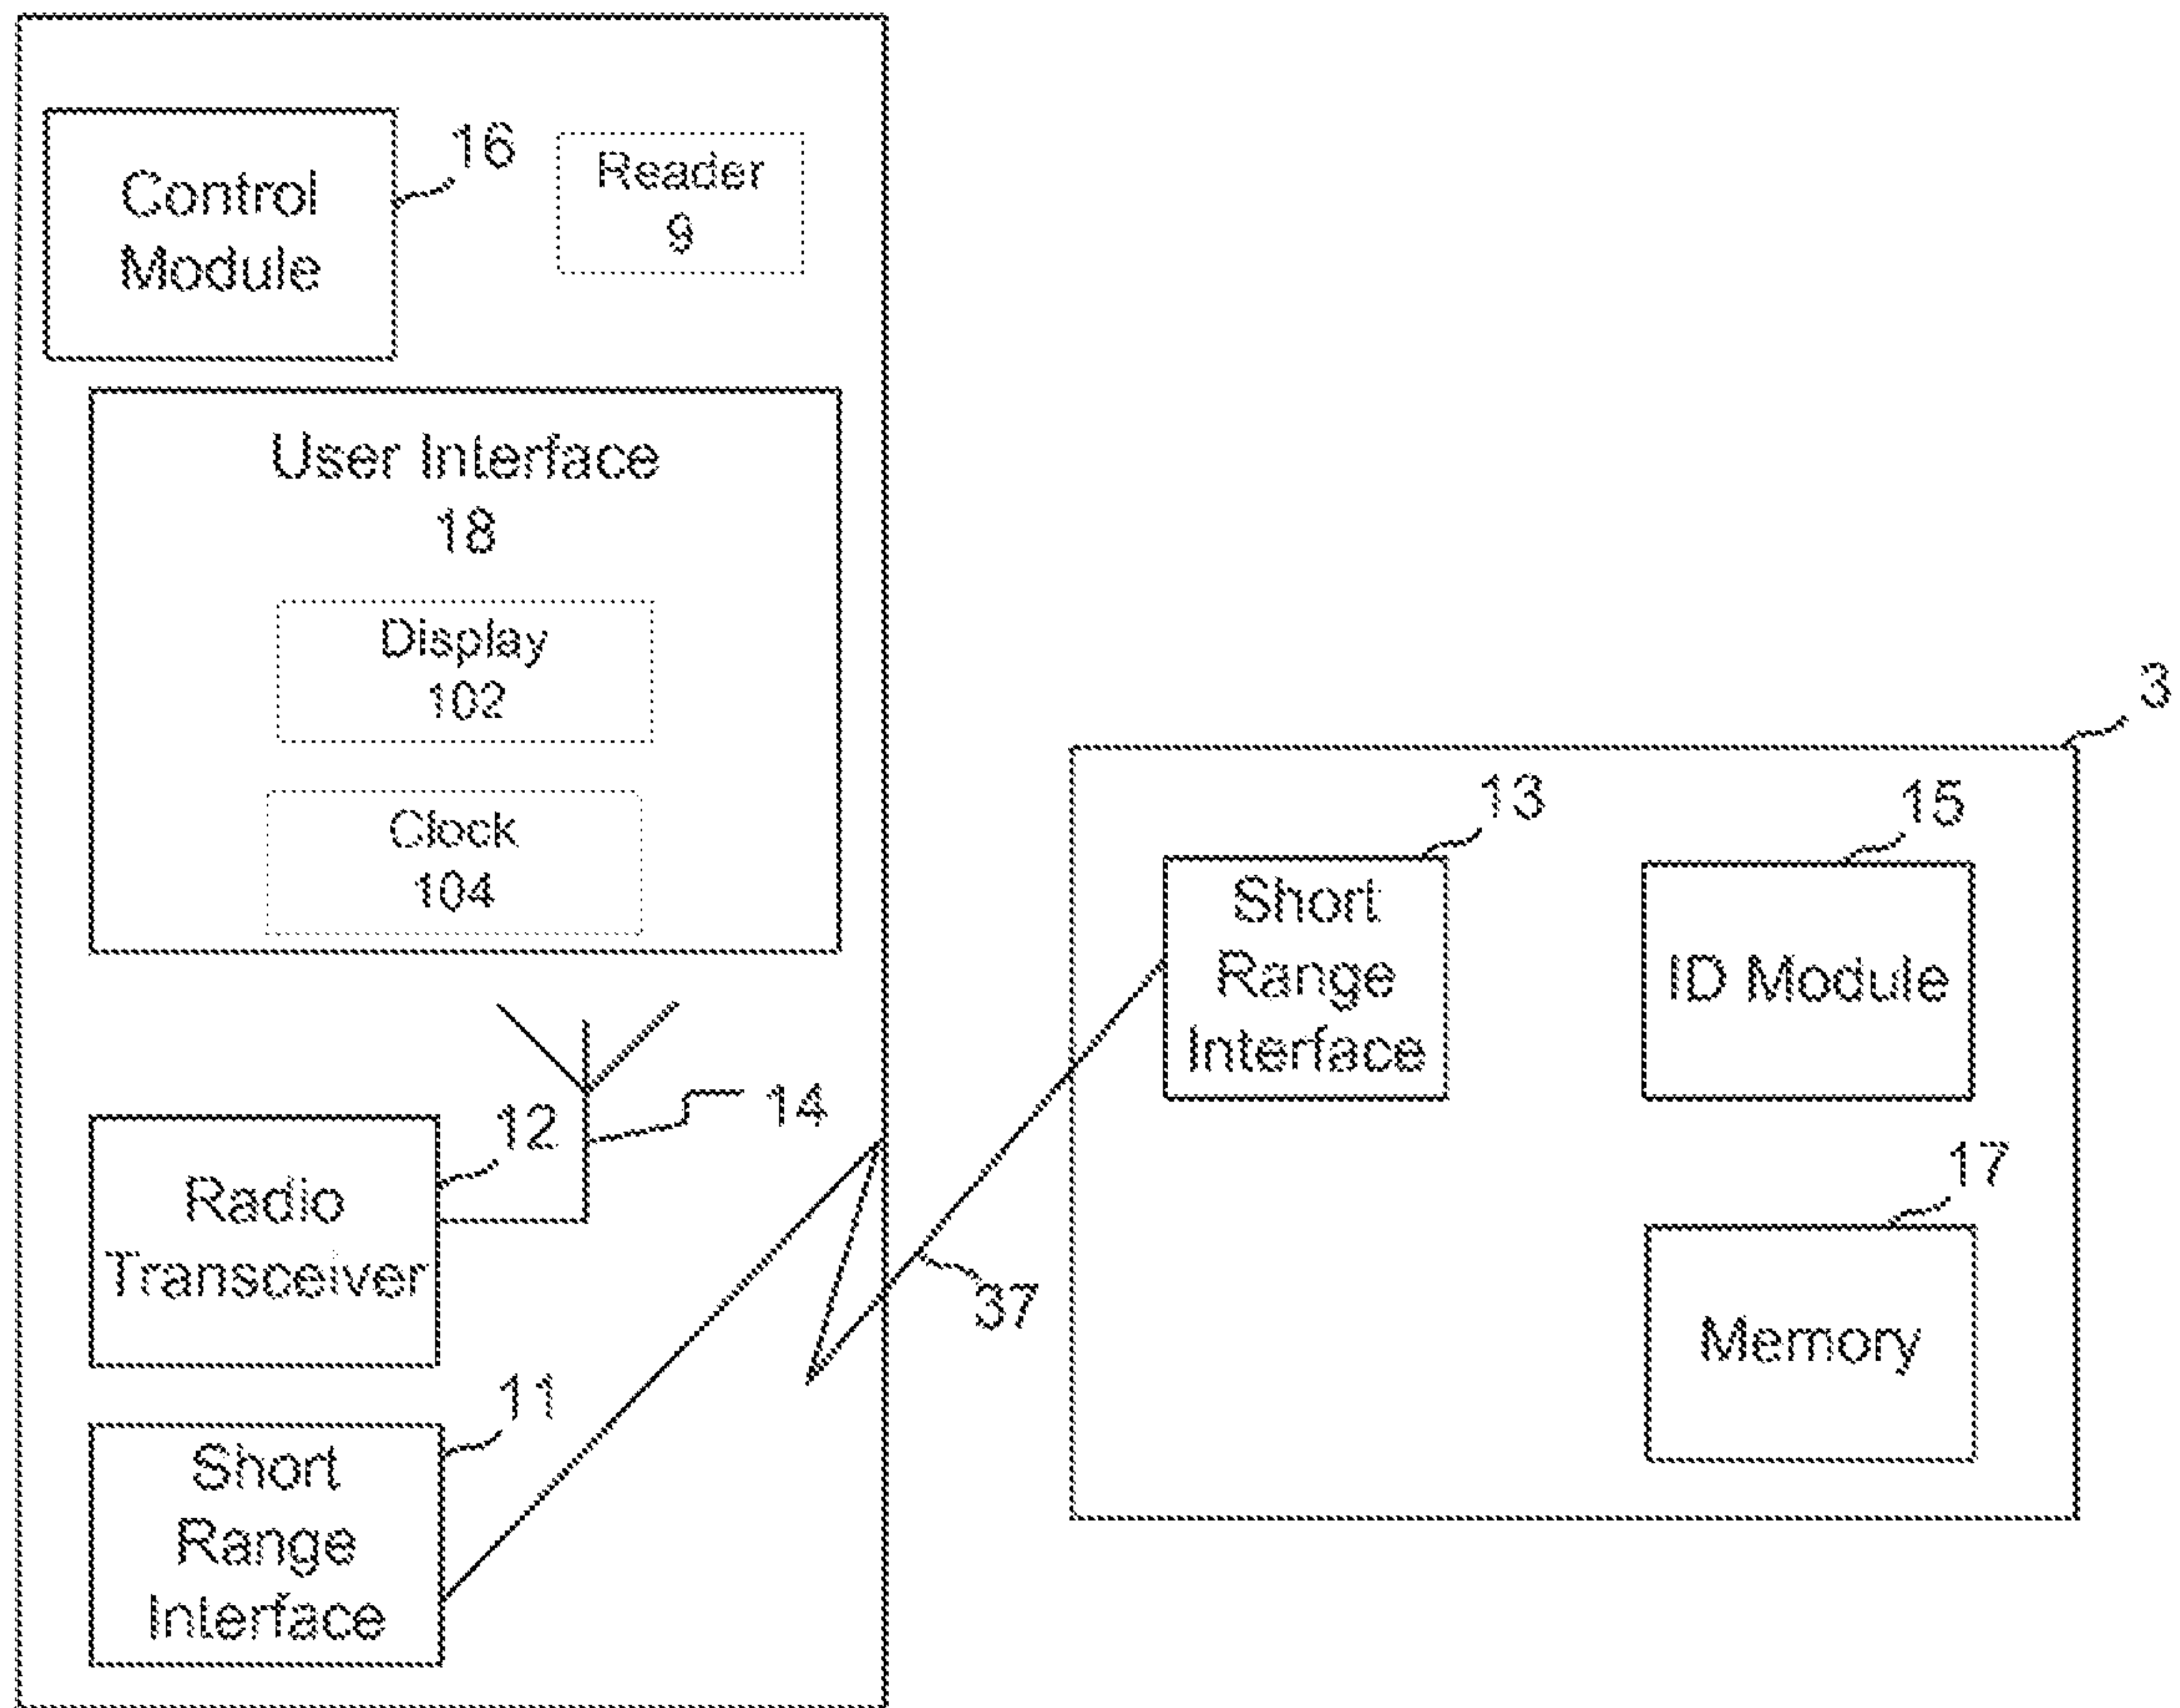 Control
Module
16
Reader
9
User Interface
18
Display
102
Clock
104
12
14
Radio
Transceiver
11
Short
Range
Interface
37
3
13
Short
Range
Interface
15
ID Module
17
Memory